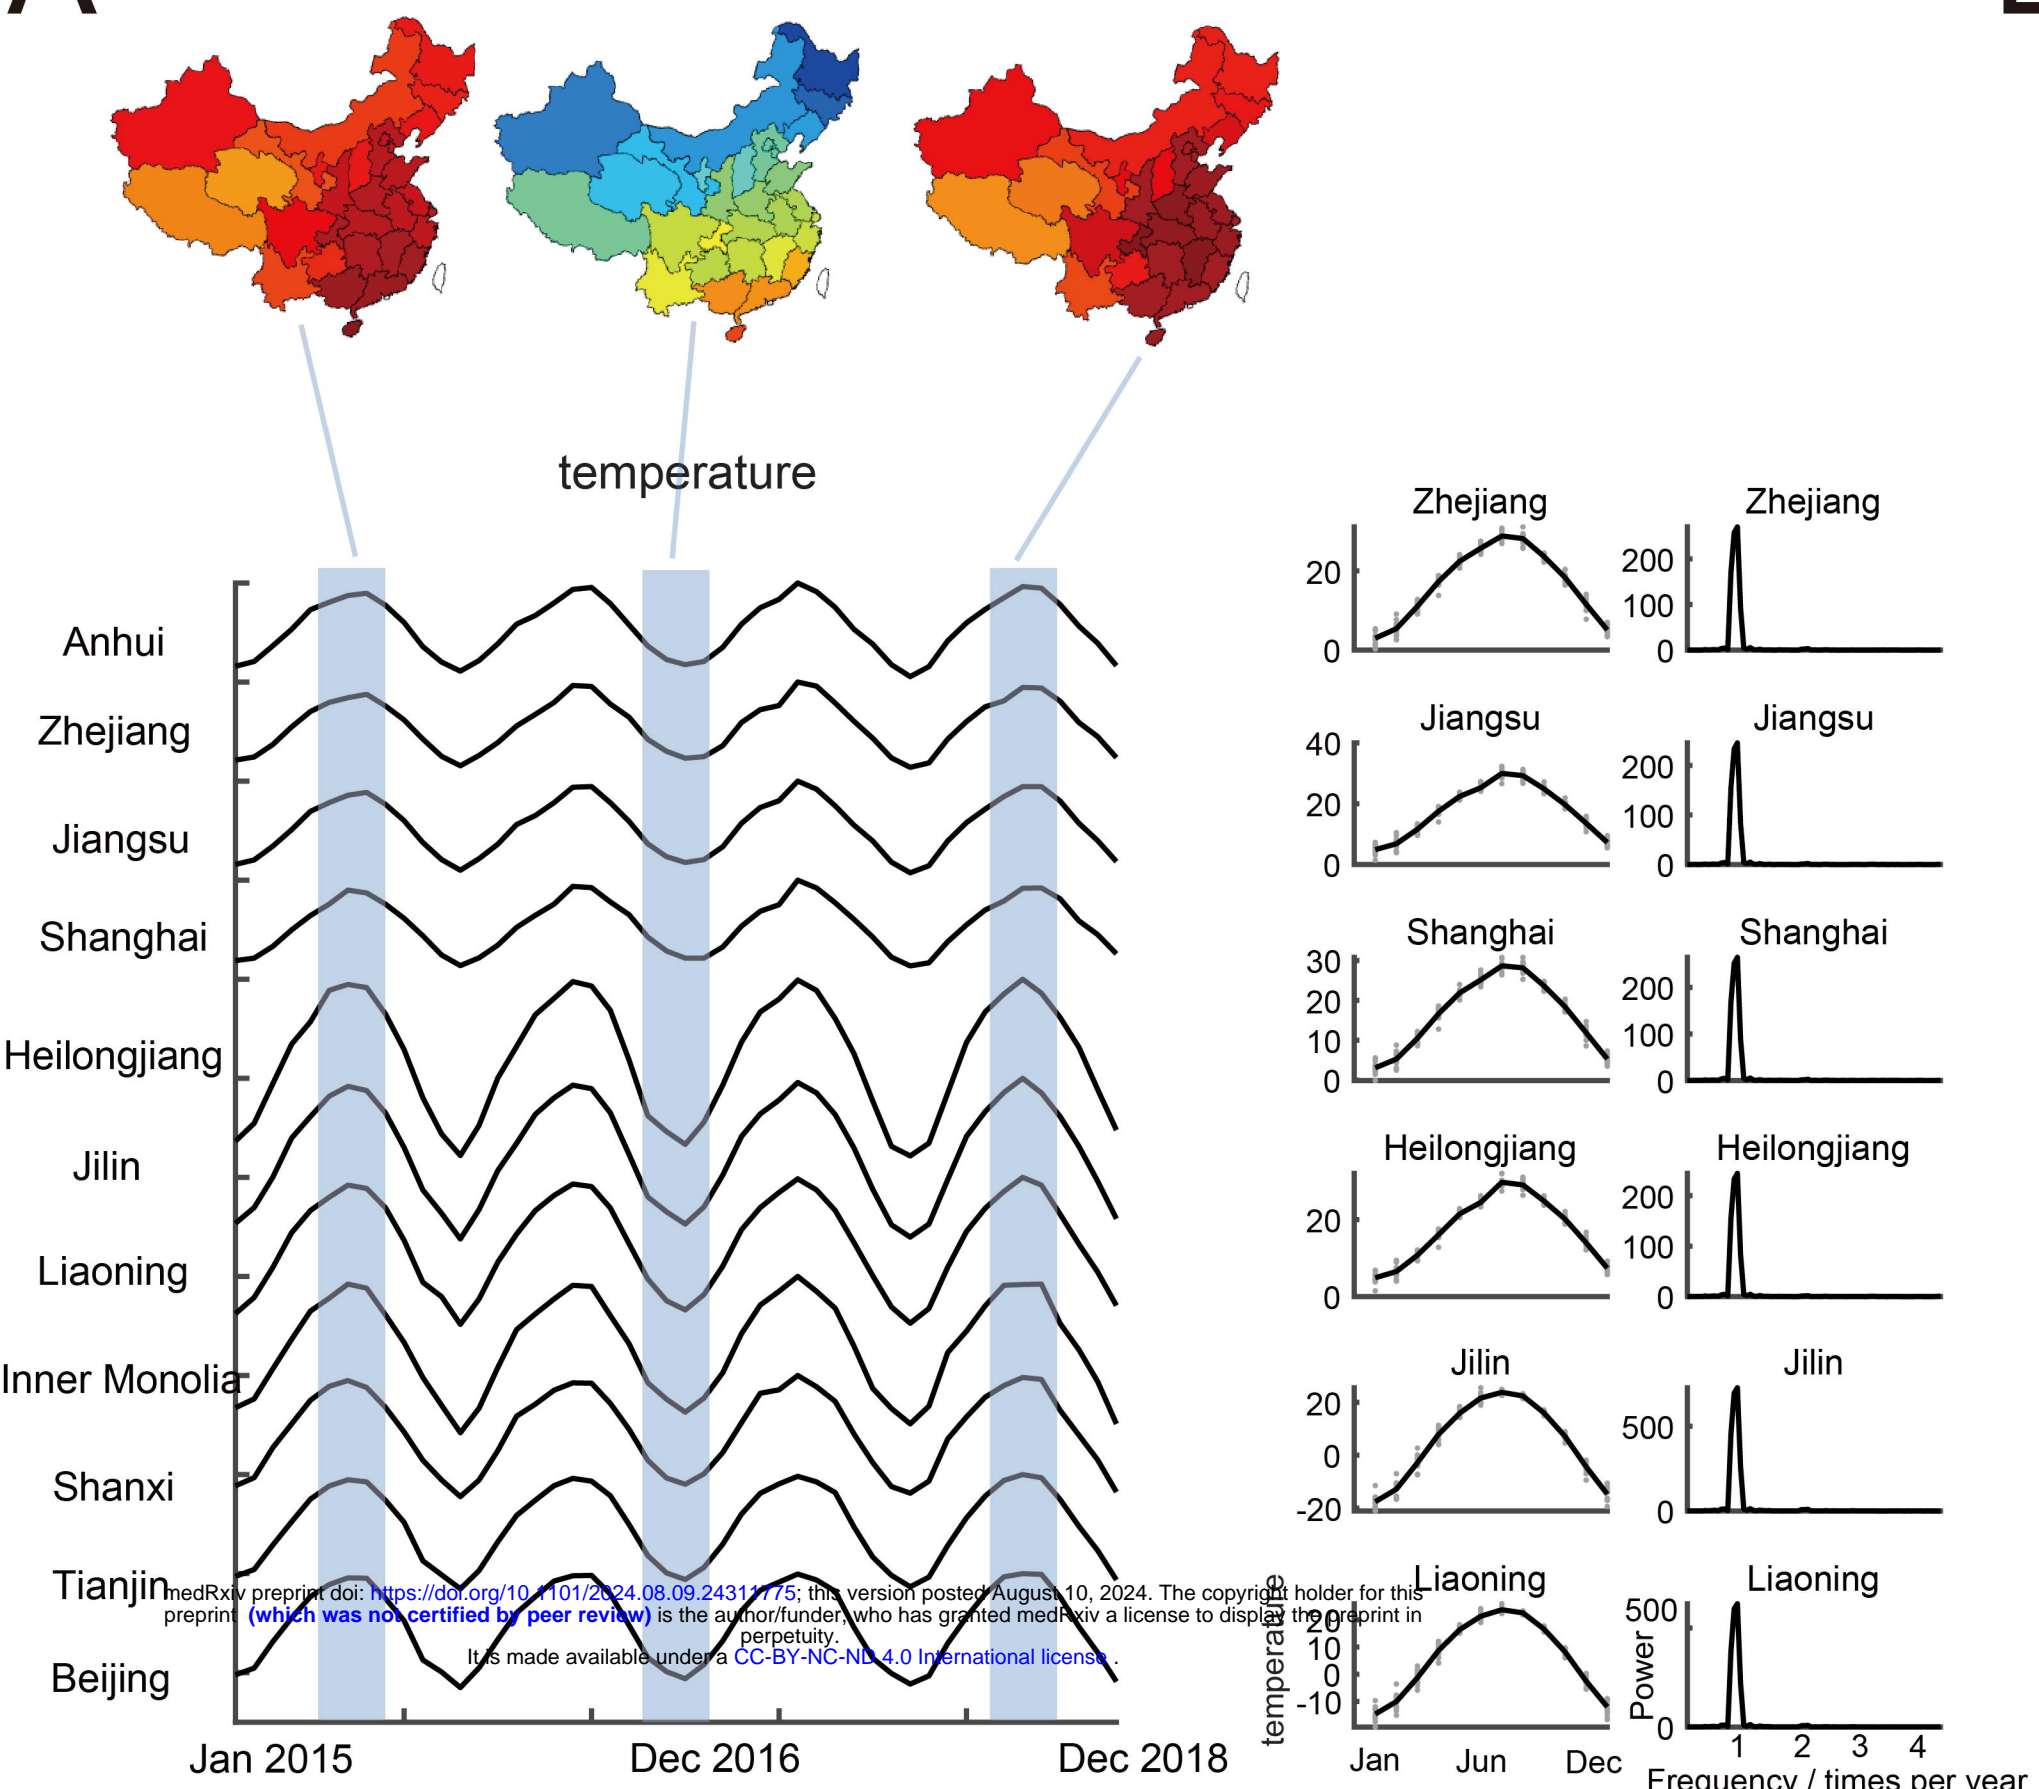 temperature
Anhui
Zhejiang
Jiangsu
Shanghai
Heilongjiang
Jilin
Liaoning
Inner Monolia
Shanxi
Tianjin
Beijing
Jan 2015
Dec 2016
Dec 2018
Zhejiang
20
0
Zhejiang
200
100
0
Jiangsu
40
20
0
Jiangsu
200
100
0
Shanghai
30
20
10
0
Shanghai
200
100
0
Heilongjiang
20
0
Heilongjiang
200
100
0
Jilin
20
0
-20
Jilin
500
0
Liaoning
temperature
20
10
0
-10
Jan
Jun
Dec
Liaoning
Power
500
0
1
2
3
4
Frequency / times per year
medRxiv preprint doi: https://doi.org/10.1101/2024.08.09.24311775; this version posted August 10, 2024. The copyright holder for this
preprint (which was not certified by peer review) is the author/funder, who has granted medRxiv a license to display the preprint in
perpetuity.
It is made available under a CC-BY-NC-ND 4.0 International license .